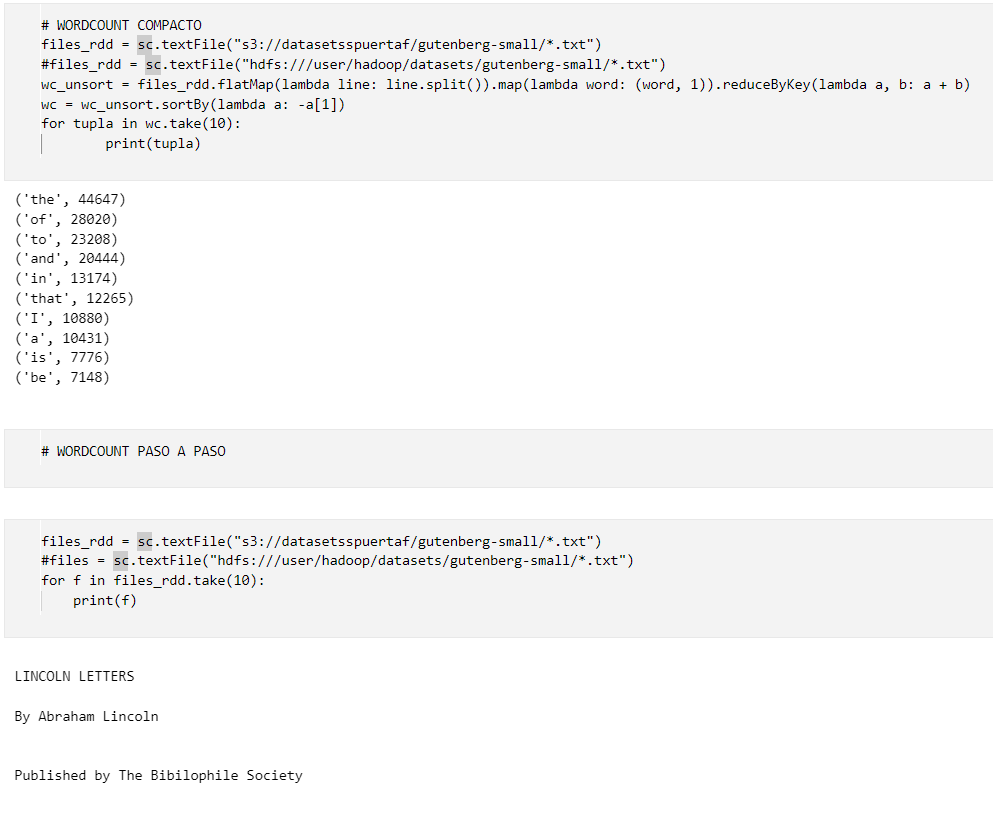 # WORDCOUNT COMPACTO
files_rdd = sc.textFile("s3://datasetsspuertaf/gutenberg-small/*.txt")
#files_rdd = sc.textFile("hdfs:///user/hadoop/datasets/gutenberg-small/*.txt")
wc_unsort = files_rdd.flatMap(lambda line: line.split()).map(lambda word: (word, 1)).reduceByKey(lambda a, b: a + b)
wc = wc_unsort.sortBy(lambda a: -a[1])
for tupla in wc.take(10):
        print(tupla)
('the', 44647)
('of', 28020)
('to', 23208)
('and', 20444)
('in', 13174)
('that', 12265)
('I', 10880)
('a', 10431)
('is', 7776)
('be', 7148)
# WORDCOUNT PASO A PASO
files_rdd = sc.textFile("s3://datasetsspuertaf/gutenberg-small/*.txt")
#files = sc.textFile("hdfs:///user/hadoop/datasets/gutenberg-small/*.txt")
for f in files_rdd.take(10):
    print(f)
LINCOLN LETTERS
By Abraham Lincoln
Published by The Bibilophile Society